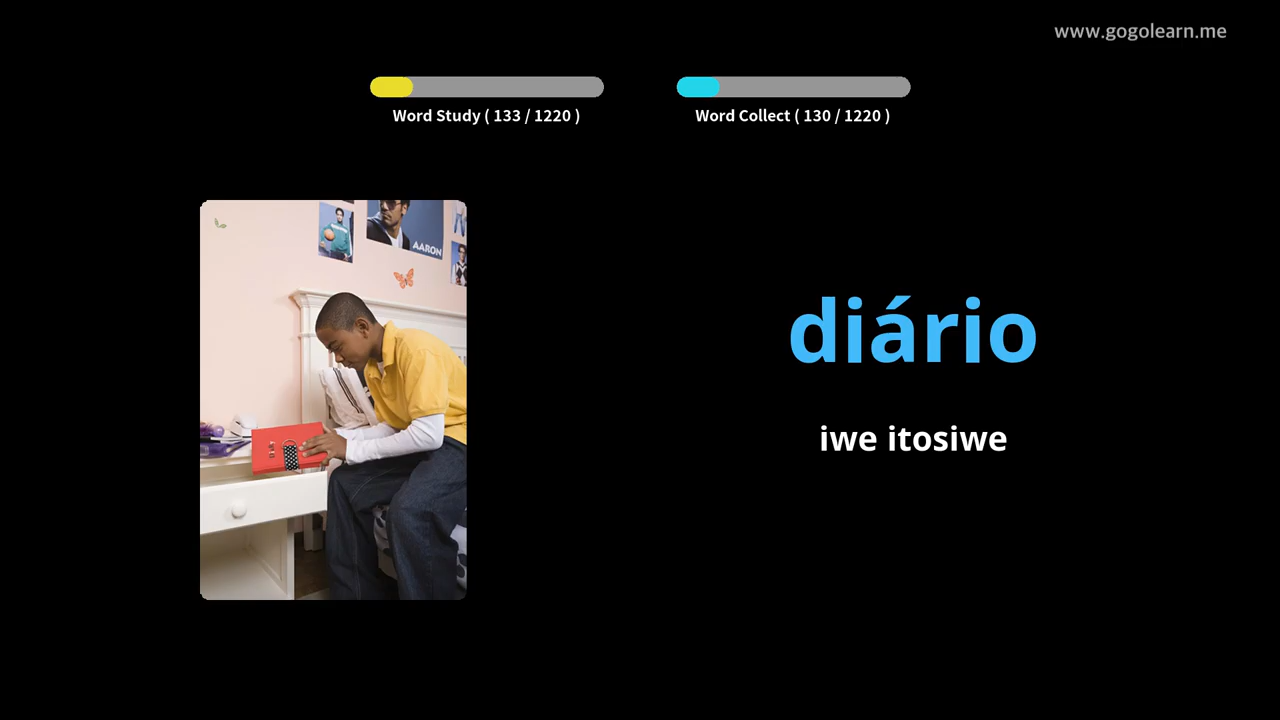 www.gogolearn.me
Word Study ( 133 / 1220 )
Word Collect ( 130 / 1220 )
AARON
diário
iwe itosiwe